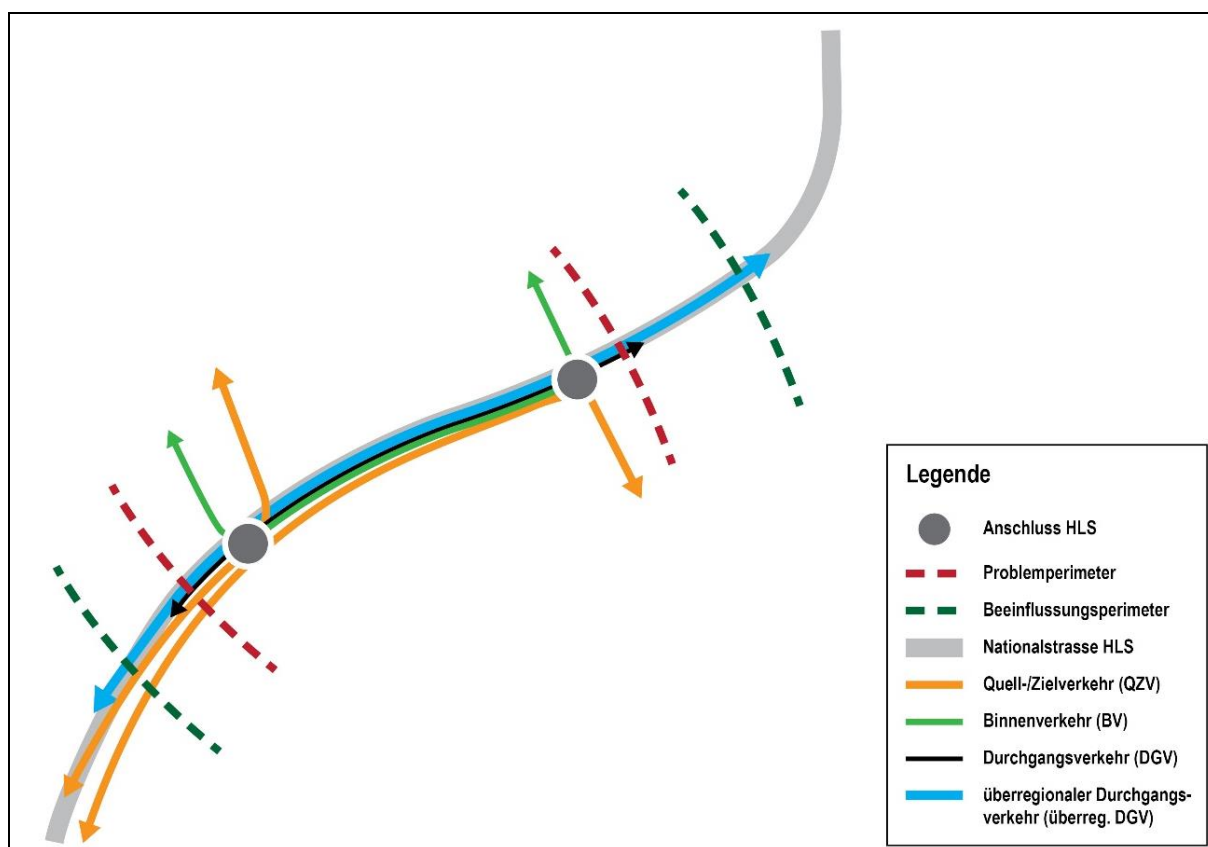 Legende
Anschluss HLS
Problemperimeter
Beeinflussungsperimeter
Nationalstrasse HLS
Quell-/Zielverkehr (QZV)
Binnenverkehr (BV)
Durchgangsverkehr (DGV)
überregionaler Durchgangs-
verkehr (überreg. DGV)